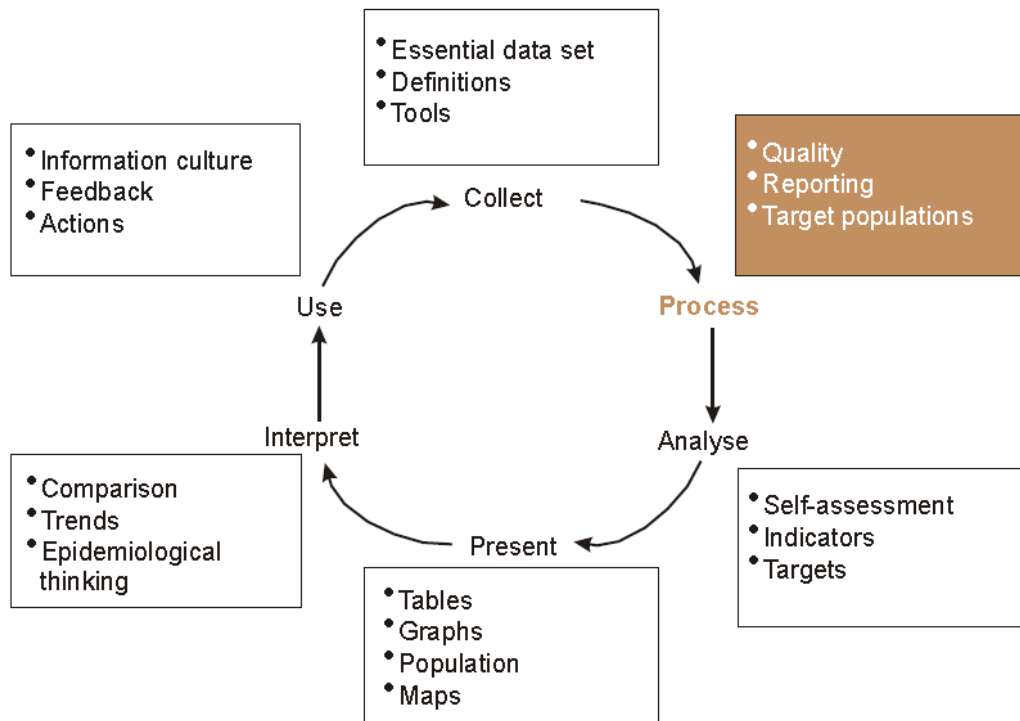 • Essential data set
• Definitions
• Tools
Collect
• Quality
• Reporting
• Target populations
Process
Analyse
• Self-assessment
• Indicators
• Targets
Present
• Tables
• Graphs
• Population
• Maps
Interpret
• Comparison
• Trends
• Epidemiological
thinking
Use
• Information culture
• Feedback
• Actions